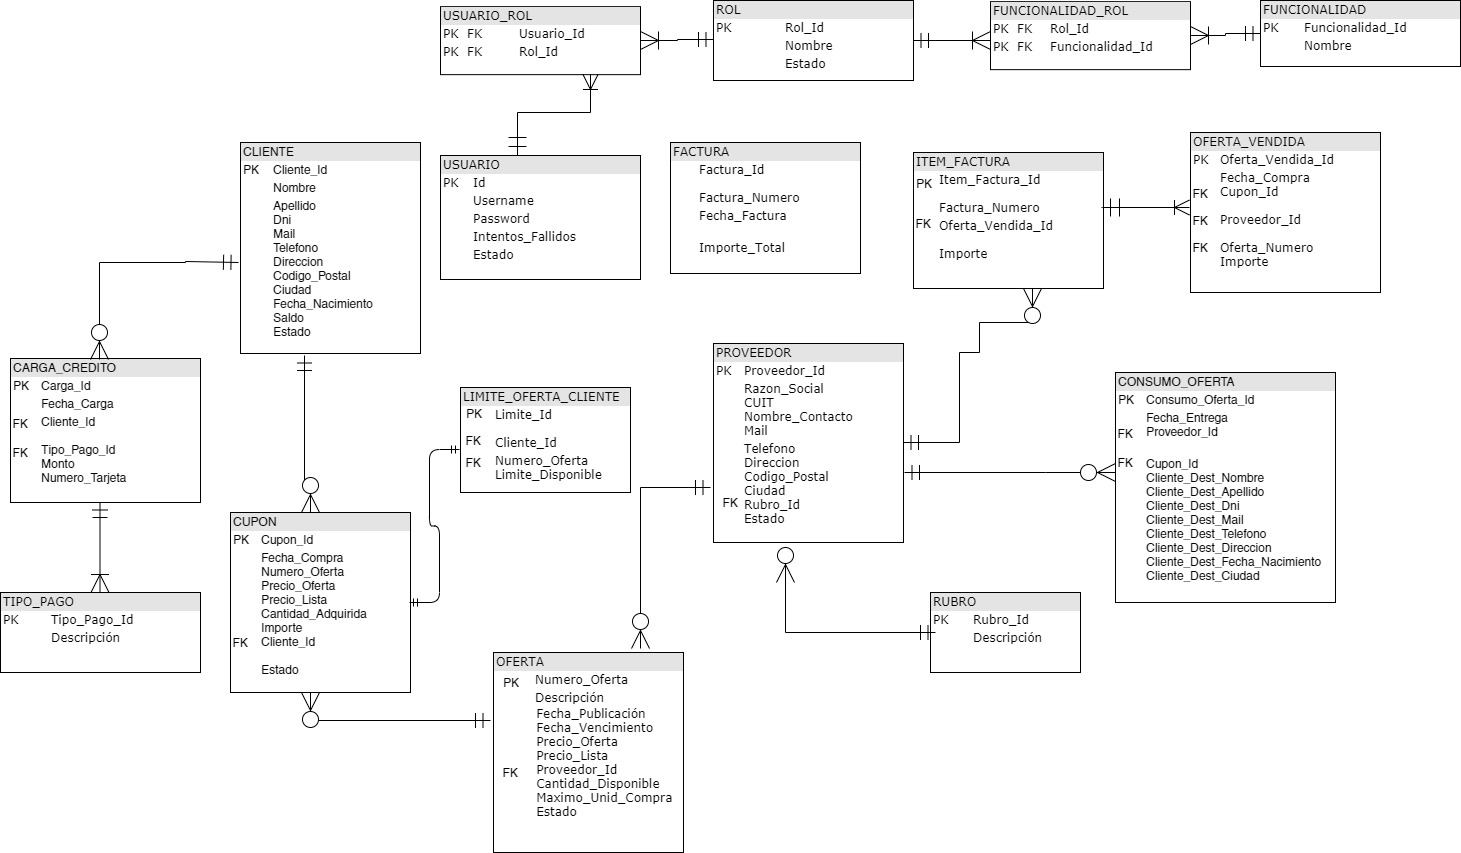 USUARIO_ROL
PK FK Usuario_Id
PK FK Rol_Id
ROL
PK Rol_Id
Nombre
Estado
FUNCIONALIDAD_ROL
PK FK Rol_Id
PK FK Funcionalidad_Id
FUNCIONALIDAD
PK Funcionalidad_Id
Nombre
CLIENTE
PK Cliente_Id
Nombre
Apellido
Dni
Mail
Telefono
Direccion
Codigo_Postal
Ciudad
Fecha_Nacimiento
Saldo
Estado
USUARIO
PK Id
Username
Password
Intentos_Fallidos
Estado
FACTURA
Factura_Id
Factura_Numero
Fecha_Factura
Importe_Total
ITEM_FACTURA
PK Item_Factura_Id
Factura_Numero
FK Oferta_Vendida_Id
Importe
OFERTA_VENDIDA
PK Oferta_Vendida_Id
Fecha_Compra
FK Cupon_Id
FK Proveedor_Id
FK Oferta_Numero
Importe
CARGA_CREDITO
PK Carga_Id
Fecha_Carga
FK Cliente_Id
FK Tipo_Pago_Id
Monto
Numero_Tarjeta
LIMITE_OFERTA_CLIENTE
PK Limite_Id
FK Cliente_Id
FK Numero_Oferta
Limite_Disponible
PROVEEDOR
PK Proveedor_Id
Razon_Social
CUIT
Nombre_Contacto
Mail
Telefono
Direccion
Codigo_Postal
Ciudad
FK Rubro_Id
Estado
CONSUMO_OFERTA
PK Consumo_Oferta_Id
Fecha_Entrega
FK Proveedor_Id
FK Cupon_Id
Cliente_Dest_Nombre
Cliente_Dest_Apellido
Cliente_Dest_Dni
Cliente_Dest_Mail
Cliente_Dest_Telefono
Cliente_Dest_Direccion
Cliente_Dest_Fecha_Nacimiento
Cliente_Dest_Ciudad
CUPON
PK Cupon_Id
Fecha_Compra
Numero_Oferta
Precio_Oferta
Precio_Lista
Cantidad_Adquirida
Importe
FK Cliente_Id
Estado
TIPO_PAGO
PK Tipo_Pago_Id
Descripción
RUBRO
PK Rubro_Id
Descripción
OFERTA
PK Numero_Oferta
Descripción
Fecha_Publicación
Fecha_Vencimiento
Precio_Oferta
Precio_Lista
FK Proveedor_Id
Cantidad_Disponible
Maximo_Unid_Compra
Estado